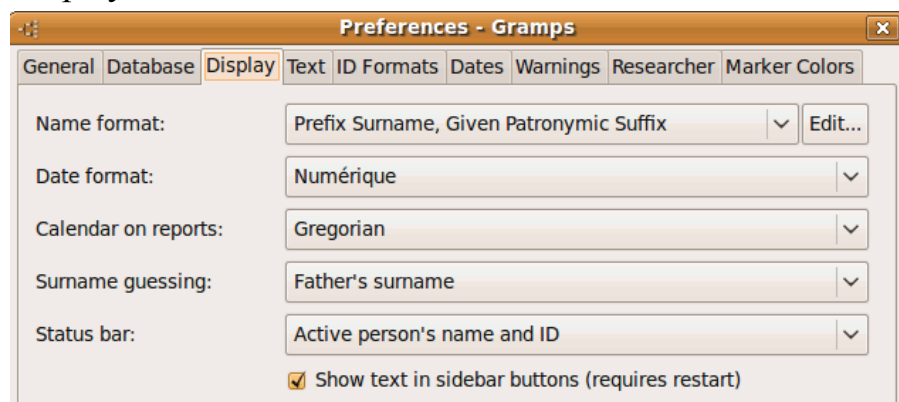 Preferences - Gramps
General Database Display Text ID Formats Dates Warnings Researcher Marker Colors
Name format: Prefix Surname, Given Patronymic Suffix Edit...
Date format: Numérique
Calendar on reports: Gregorian
Surname guessing: Father's surname
Status bar: Active person's name and ID
Show text in sidebar buttons (requires restart)